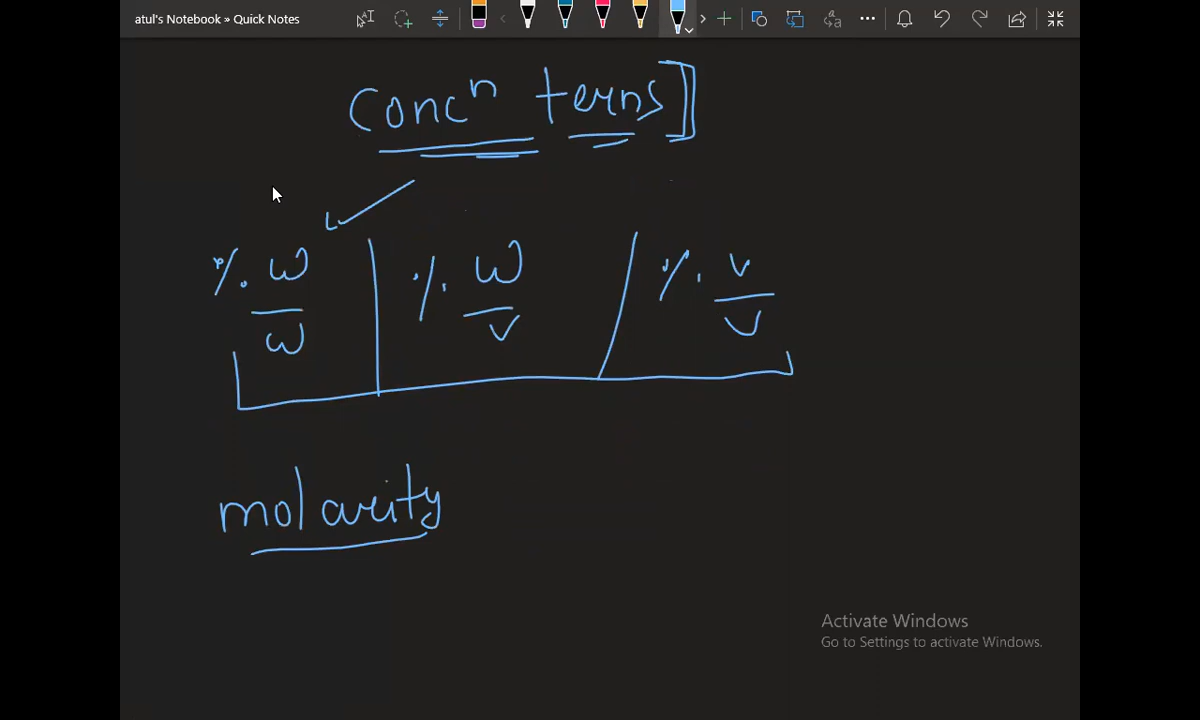 atul's Notebook » Quick Notes
Concⁿ terms]
% w/w | % w/v / % v/v
molarity
Activate Windows
Go to Settings to activate Windows.